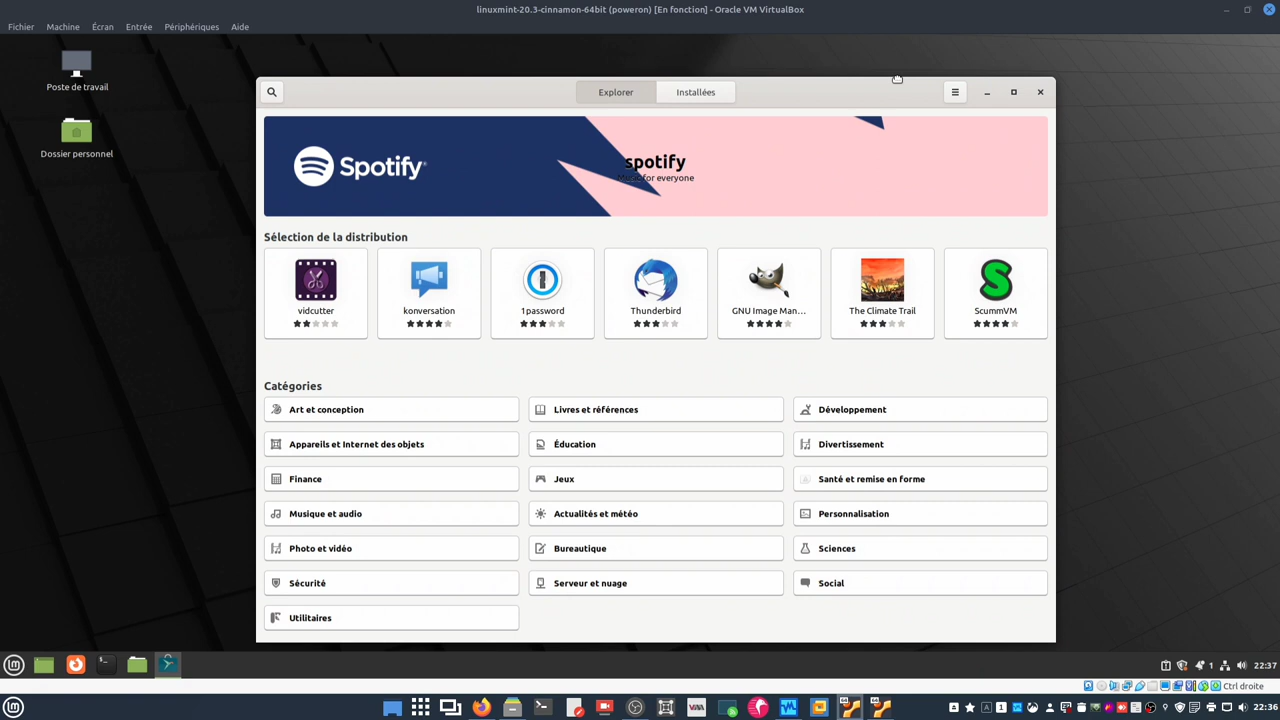 linuxmint-20.3-cinnamon-64bit (poweron) [En fonction] - Oracle VM VirtualBox
Fichier Machine Écran Entrée Périphériques Aide
Poste de travail
Dossier personnel
Explorer Installées
Spotify
spotify
Music for everyone
Sélection de la distribution
vidcutter konversation 1password Thunderbird GNU Image Man... The Climate Trail ScummVM
Catégories
Art et conception Livres et références Développement
Appareils et Internet des objets Éducation Divertissement
Finance Jeux Santé et remise en forme
Musique et audio Actualités et météo Personnalisation
Photo et vidéo Bureautique Sciences
Sécurité Serveur et nuage Social
Utilitaires
1 22:37
Ctrl droite
22:36